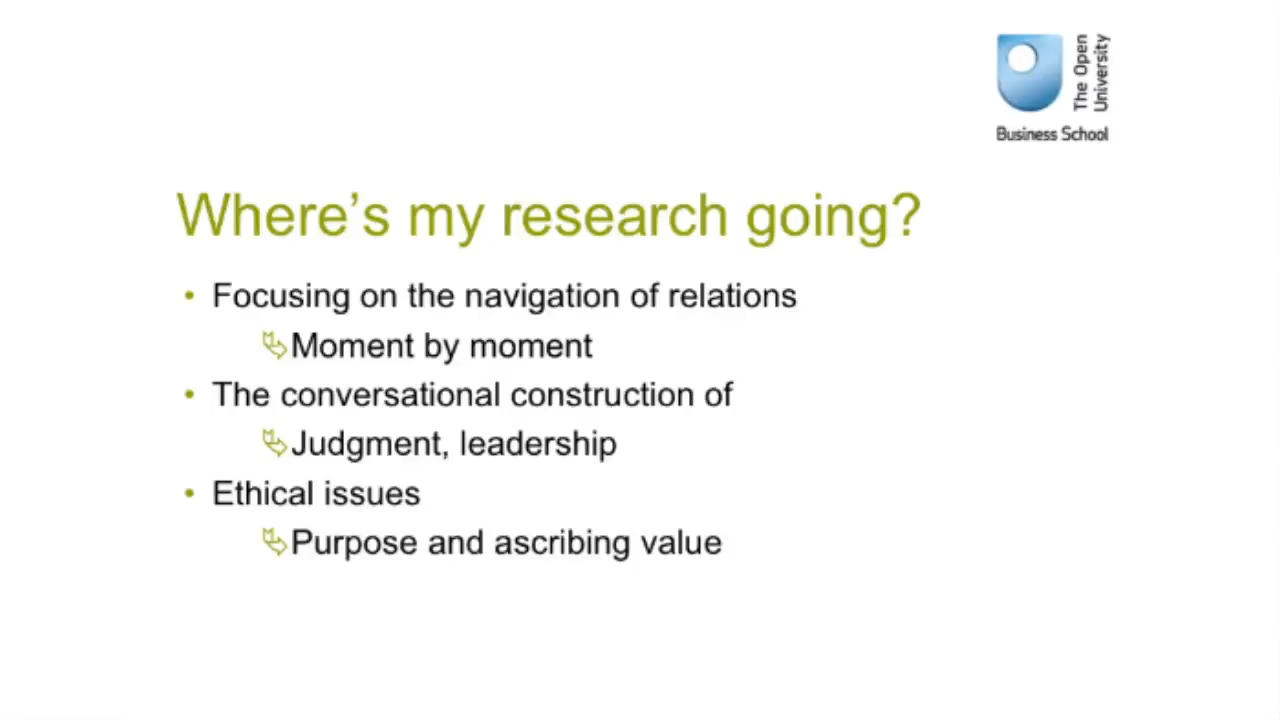 The Open
University
Business School
Where’s my research going?
• Focusing on the navigation of relations
Moment by moment
• The conversational construction of
Judgment, leadership
• Ethical issues
Purpose and ascribing value